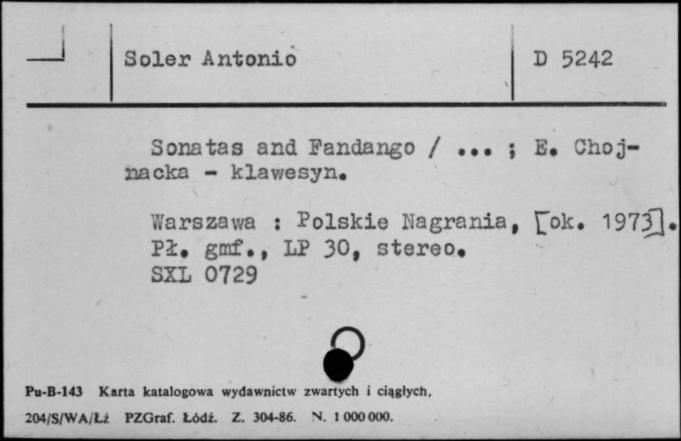 Soler Antonio D 5242
Sonatas and Fandango / ... ; E. Choj-
nacka - klawesyn.
Warszawa : Polskie Nagrania, [ok. 1973].
Pł. gmf., LP 30, stereo.
SXL 0729
Pu-B-143 Karta katalogowa wydawnictw zwartych i ciągłych,
204/S/WA/Łź PZGraf. Łódź. Z. 304-86. N. 1 000 000.